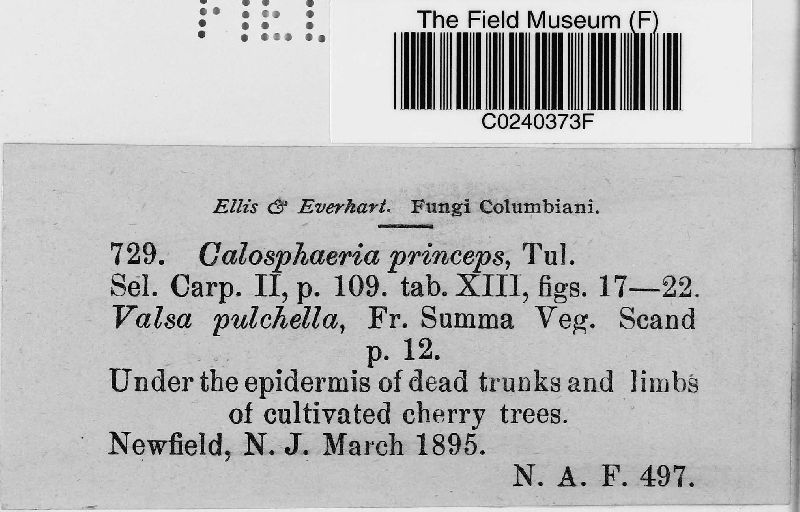 FIEL
The Field Museum (F)
C0240373F
Ellis & Everhart. Fungi Columbiani.
729. Calosphaeria princeps, Tul.
Sel. Carp. II, p. 109. tab. XIII, figs. 17—22.
Valsa pulchella, Fr. Summa Veg. Scand
p. 12.
Under the epidermis of dead trunks and limbs
of cultivated cherry trees.
Newfield, N. J. March 1895.
N. A. F. 497.